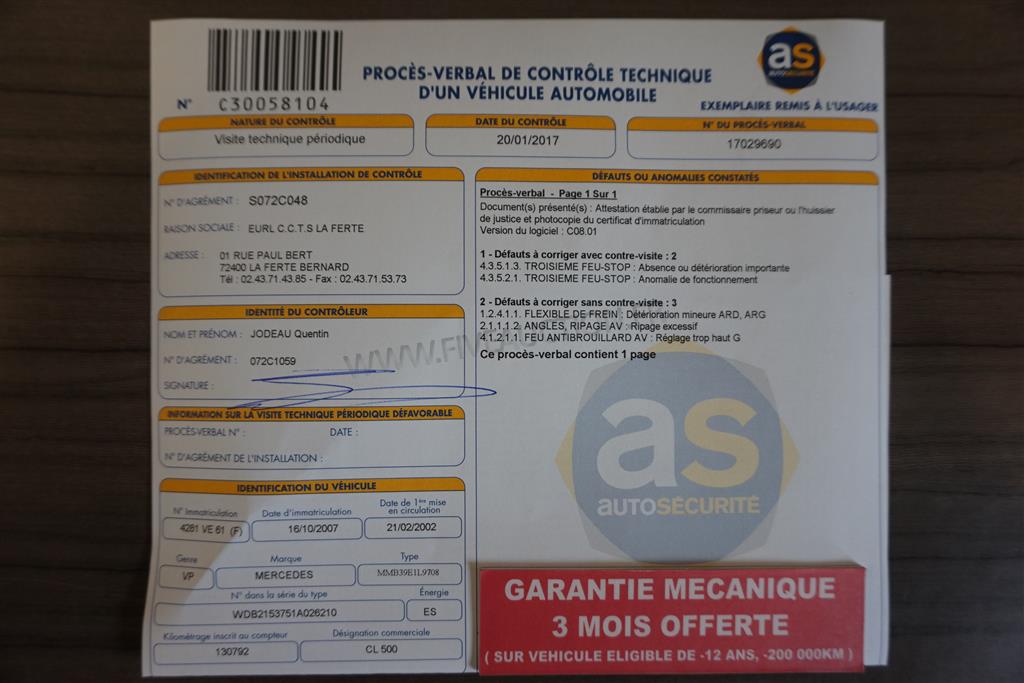 as
AUTOSÉCURITÉ
PROCÈS-VERBAL DE CONTRÔLE TECHNIQUE
D'UN VÉHICULE AUTOMOBILE
N° C30058104
EXEMPLAIRE REMIS À L'USAGER
NATURE DU CONTRÔLE
Visite technique périodique
DATE DU CONTRÔLE
20/01/2017
N° DU PROCÈS-VERBAL
17029690
IDENTIFICATION DE L'INSTALLATION DE CONTRÔLE
N° D'AGRÉMENT : S072C048
RAISON SOCIALE : EURL C.C.T.S LA FERTE
ADRESSE : 01 RUE PAUL BERT
72400 LA FERTE BERNARD
Tél : 02.43.71.43.85 - Fax : 02.43.71.53.73
IDENTITÉ DU CONTRÔLEUR
NOM ET PRÉNOM : JODEAU Quentin
N° D'AGRÉMENT : 072C1059
SIGNATURE :
INFORMATION SUR LA VISITE TECHNIQUE PÉRIODIQUE DÉFAVORABLE
PROCÈS-VERBAL N° : DATE :
N° D'AGRÉMENT DE L'INSTALLATION :
IDENTIFICATION DU VÉHICULE
N° Immatriculation
4281 VE 61 (F)
Date d'immatriculation
16/10/2007
Date de 1ère mise
en circulation
21/02/2002
Genre
VP
Marque
MERCEDES
Type
MMB39E1L9708
N° dans la série du type
WDB2153751A026210
Énergie
ES
Kilométrage inscrit au compteur
130792
Désignation commerciale
CL 500
DÉFAUTS OU ANOMALIES CONSTATÉS
Procès-verbal - Page 1 Sur 1
Document(s) présenté(s) : Attestation établie par le commissaire priseur ou l'huissier
de justice et photocopie du certificat d'immatriculation
Version du logiciel : C08.01
1 - Défauts à corriger avec contre-visite : 2
4.3.5.1.3. TROISIEME FEU-STOP : Absence ou détérioration importante
4.3.5.2.1. TROISIEME FEU-STOP : Anomalie de fonctionnement
2 - Défauts à corriger sans contre-visite : 3
1.2.4.1.1. FLEXIBLE DE FREIN : Détérioration mineure ARD, ARG
2.1.1.1.2. ANGLES, RIPAGE AV : Ripage excessif
4.1.2.1.1. FEU ANTIBROUILLARD AV : Réglage trop haut G
Ce procès-verbal contient 1 page
as
AUTOSÉCURITÉ
GARANTIE MECANIQUE
3 MOIS OFFERTE
( SUR VEHICULE ELIGIBLE DE -12 ANS, -200 000KM )